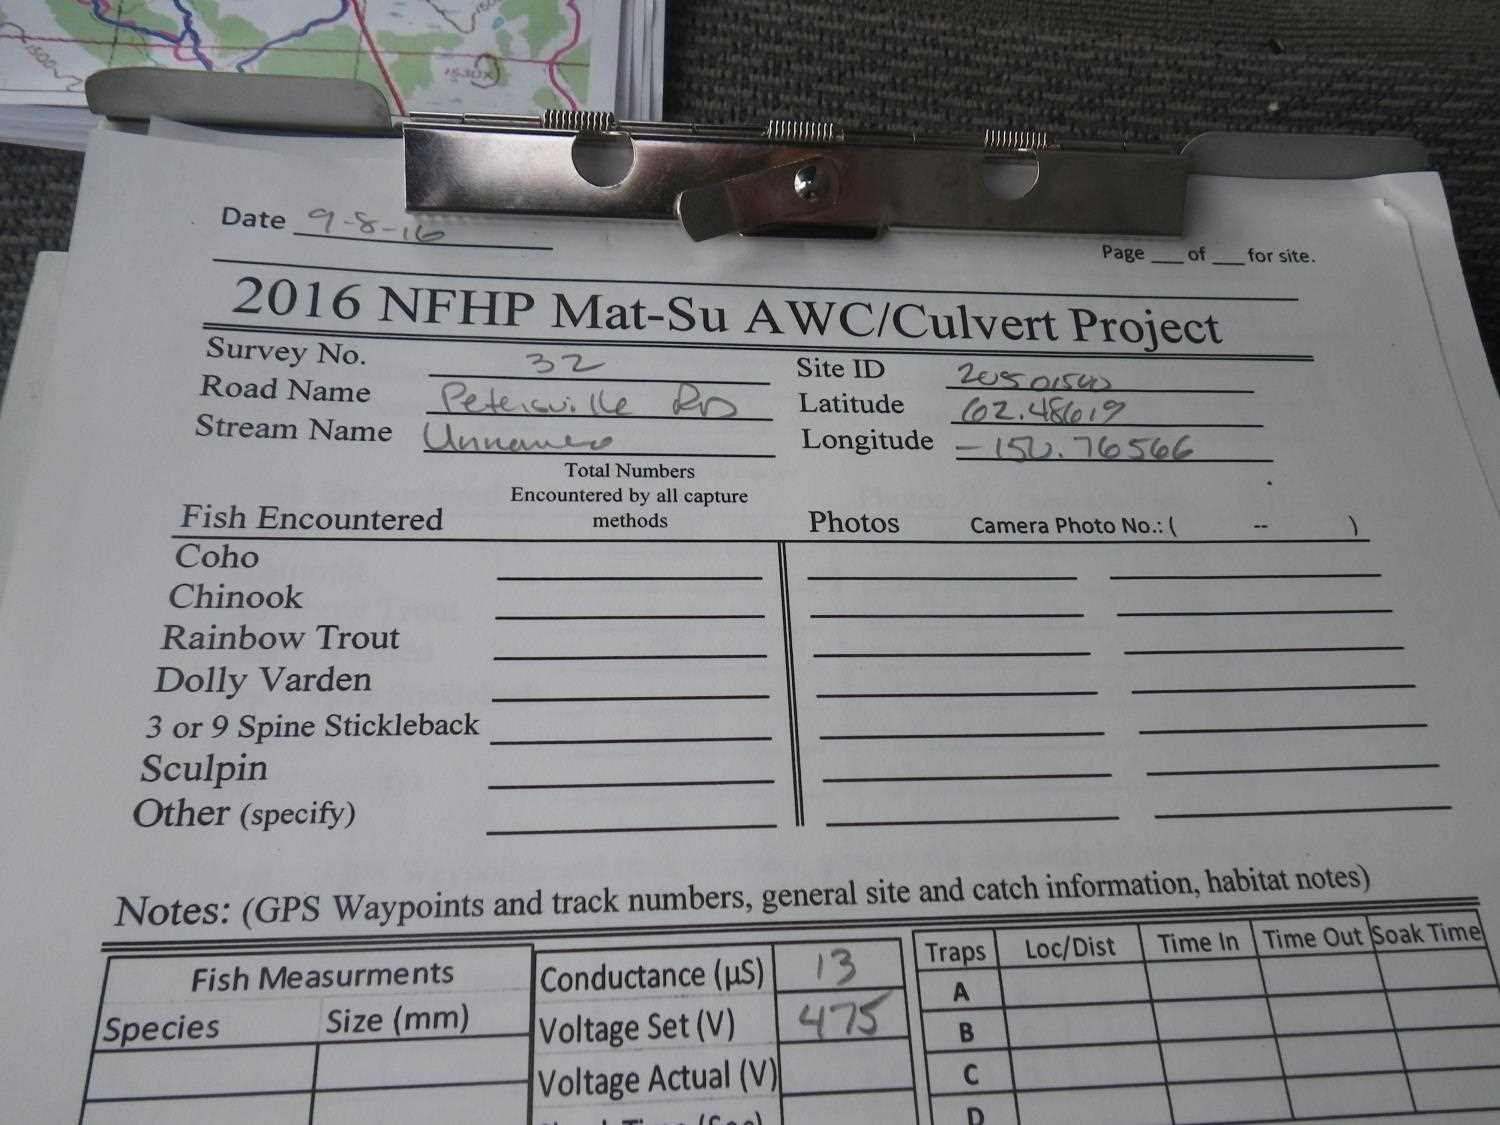 1500
1530X
Date 9-8-16
Page ___ of ___ for site.
2016 NFHP Mat-Su AWC/Culvert Project
Survey No. 32 Site ID 20501540
Road Name Petersville RD Latitude 62.48619
Stream Name Unnamed Longitude -150.76566
Total Numbers
Encountered by all capture
methods
Fish Encountered Photos Camera Photo No.: ( -- )
Coho
Chinook
Rainbow Trout
Dolly Varden
3 or 9 Spine Stickleback
Sculpin
Other (specify)
Notes: (GPS Waypoints and track numbers, general site and catch information, habitat notes)
Fish Measurments
Species Size (mm)
Conductance (µS) 13
Voltage Set (V) 475
Voltage Actual (V)
Traps Loc/Dist Time In Time Out Soak Time
A
B
C
D